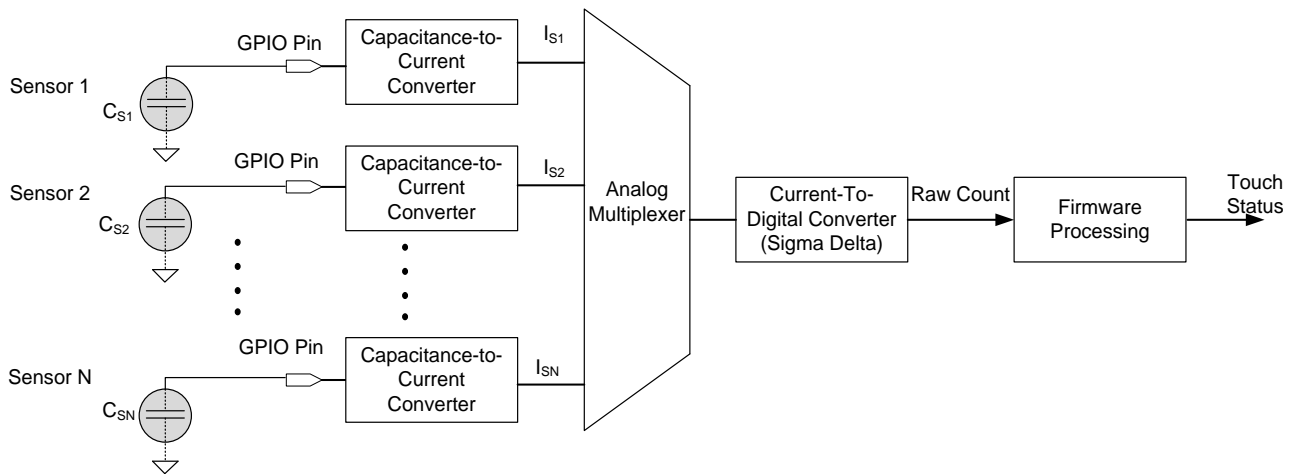 Sensor 1
C_S1
GPIO Pin
Capacitance-to-
Current
Converter
I_S1
Sensor 2
C_S2
GPIO Pin
Capacitance-to-
Current
Converter
I_S2
Sensor N
C_SN
GPIO Pin
Capacitance-to-
Current
Converter
I_SN
Analog
Multiplexer
Current-To-
Digital Converter
(Sigma Delta)
Raw Count
Firmware
Processing
Touch
Status